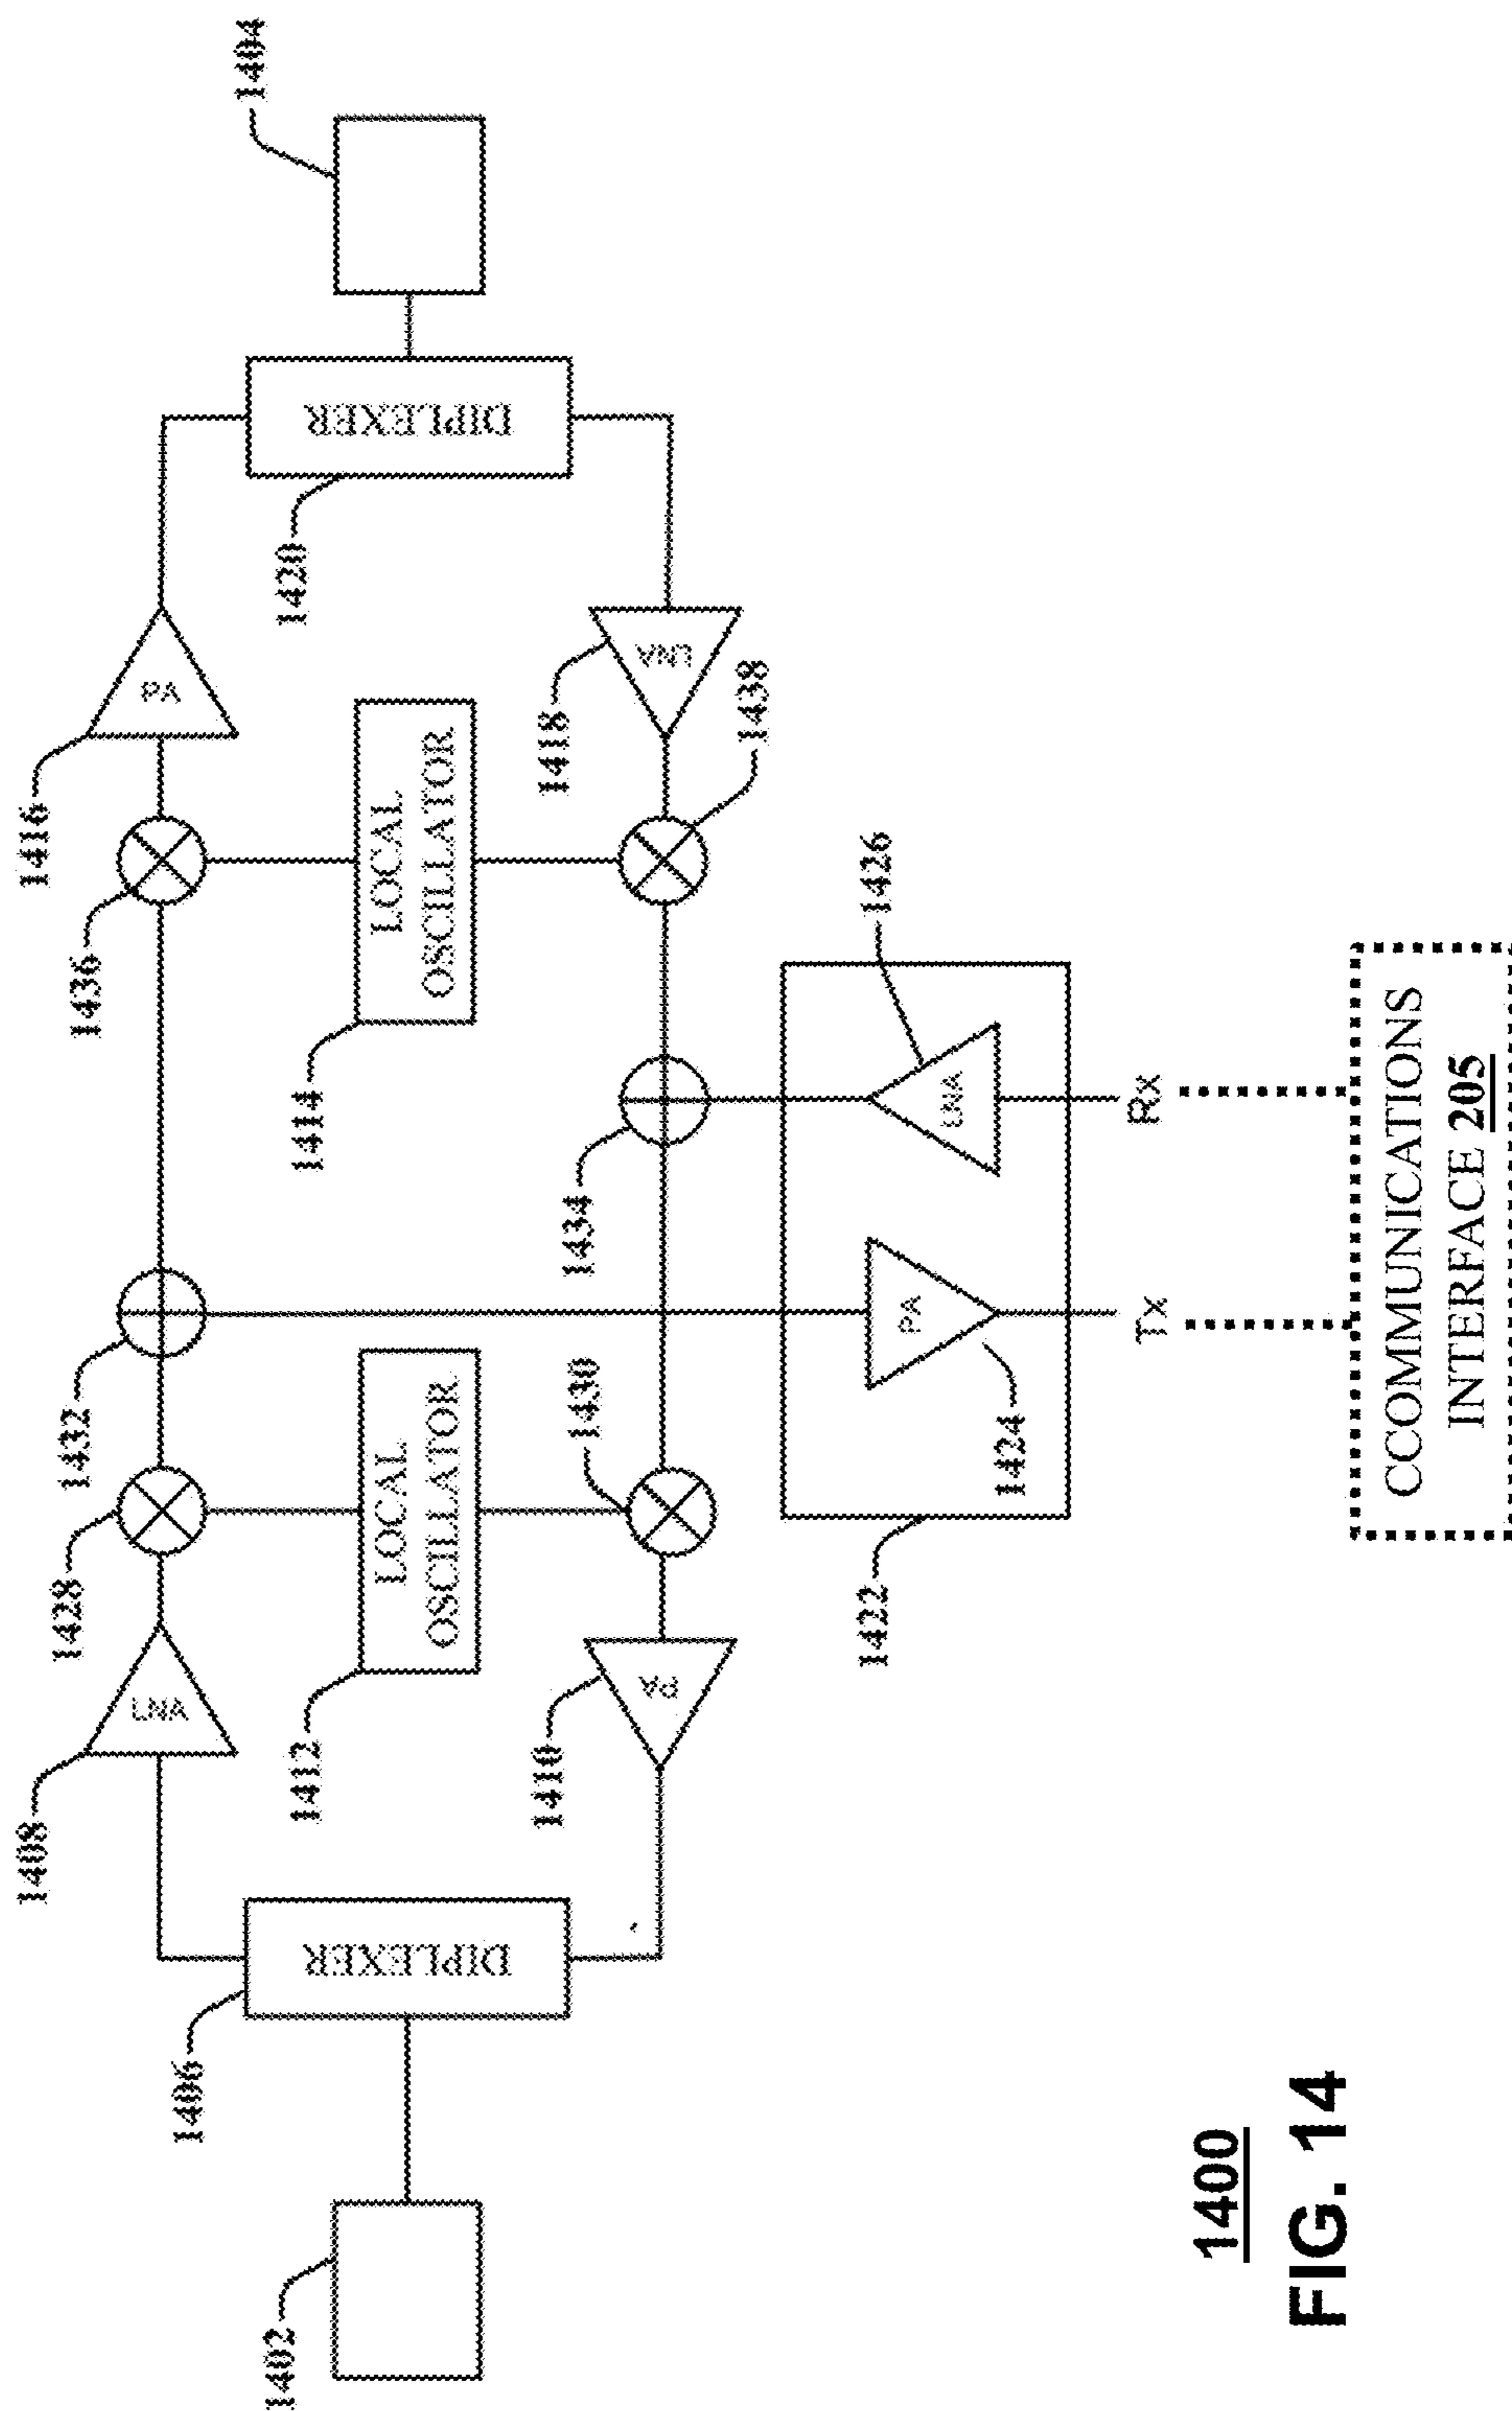 1404
1416
PA
DIPLEXER
1420
1436
LOCAL
OSCILLATOR
1414
LNA
1418
1438
1432
1434
1426
LNA
Rx
1428
LOCAL
OSCILLATOR
1412
1430
PA
1424
Tx
CCOMMUNICATIONS
INTERFACE 205
1408
LNA
PA
1410
1422
DIPLEXER
1406
1402
1400
FIG. 14